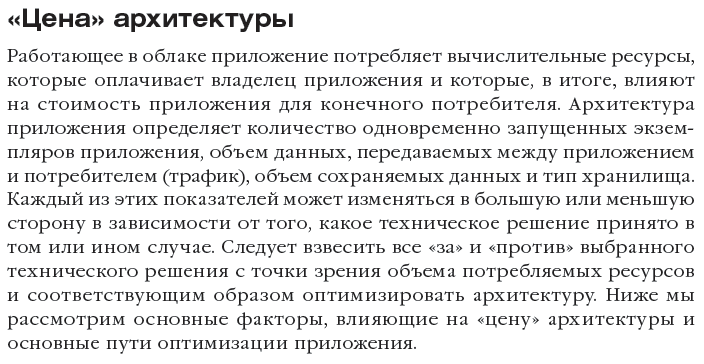 «Цена» архитектуры
Работающее в облаке приложение потребляет вычислительные ресурсы,
которые оплачивает владелец приложения и которые, в итоге, влияют
на стоимость приложения для конечного потребителя. Архитектура
приложения определяет количество одновременно запущенных экзем-
пляров приложения, объем данных, передаваемых между приложением
и потребителем (трафик), объем сохраняемых данных и тип хранилища.
Каждый из этих показателей может изменяться в большую или меньшую
сторону в зависимости от того, какое техническое решение принято в
том или ином случае. Следует взвесить все «за» и «против» выбранного
технического решения с точки зрения объема потребляемых ресурсов
и соответствующим образом оптимизировать архитектуру. Ниже мы
рассмотрим основные факторы, влияющие на «цену» архитектуры и
основные пути оптимизации приложения.